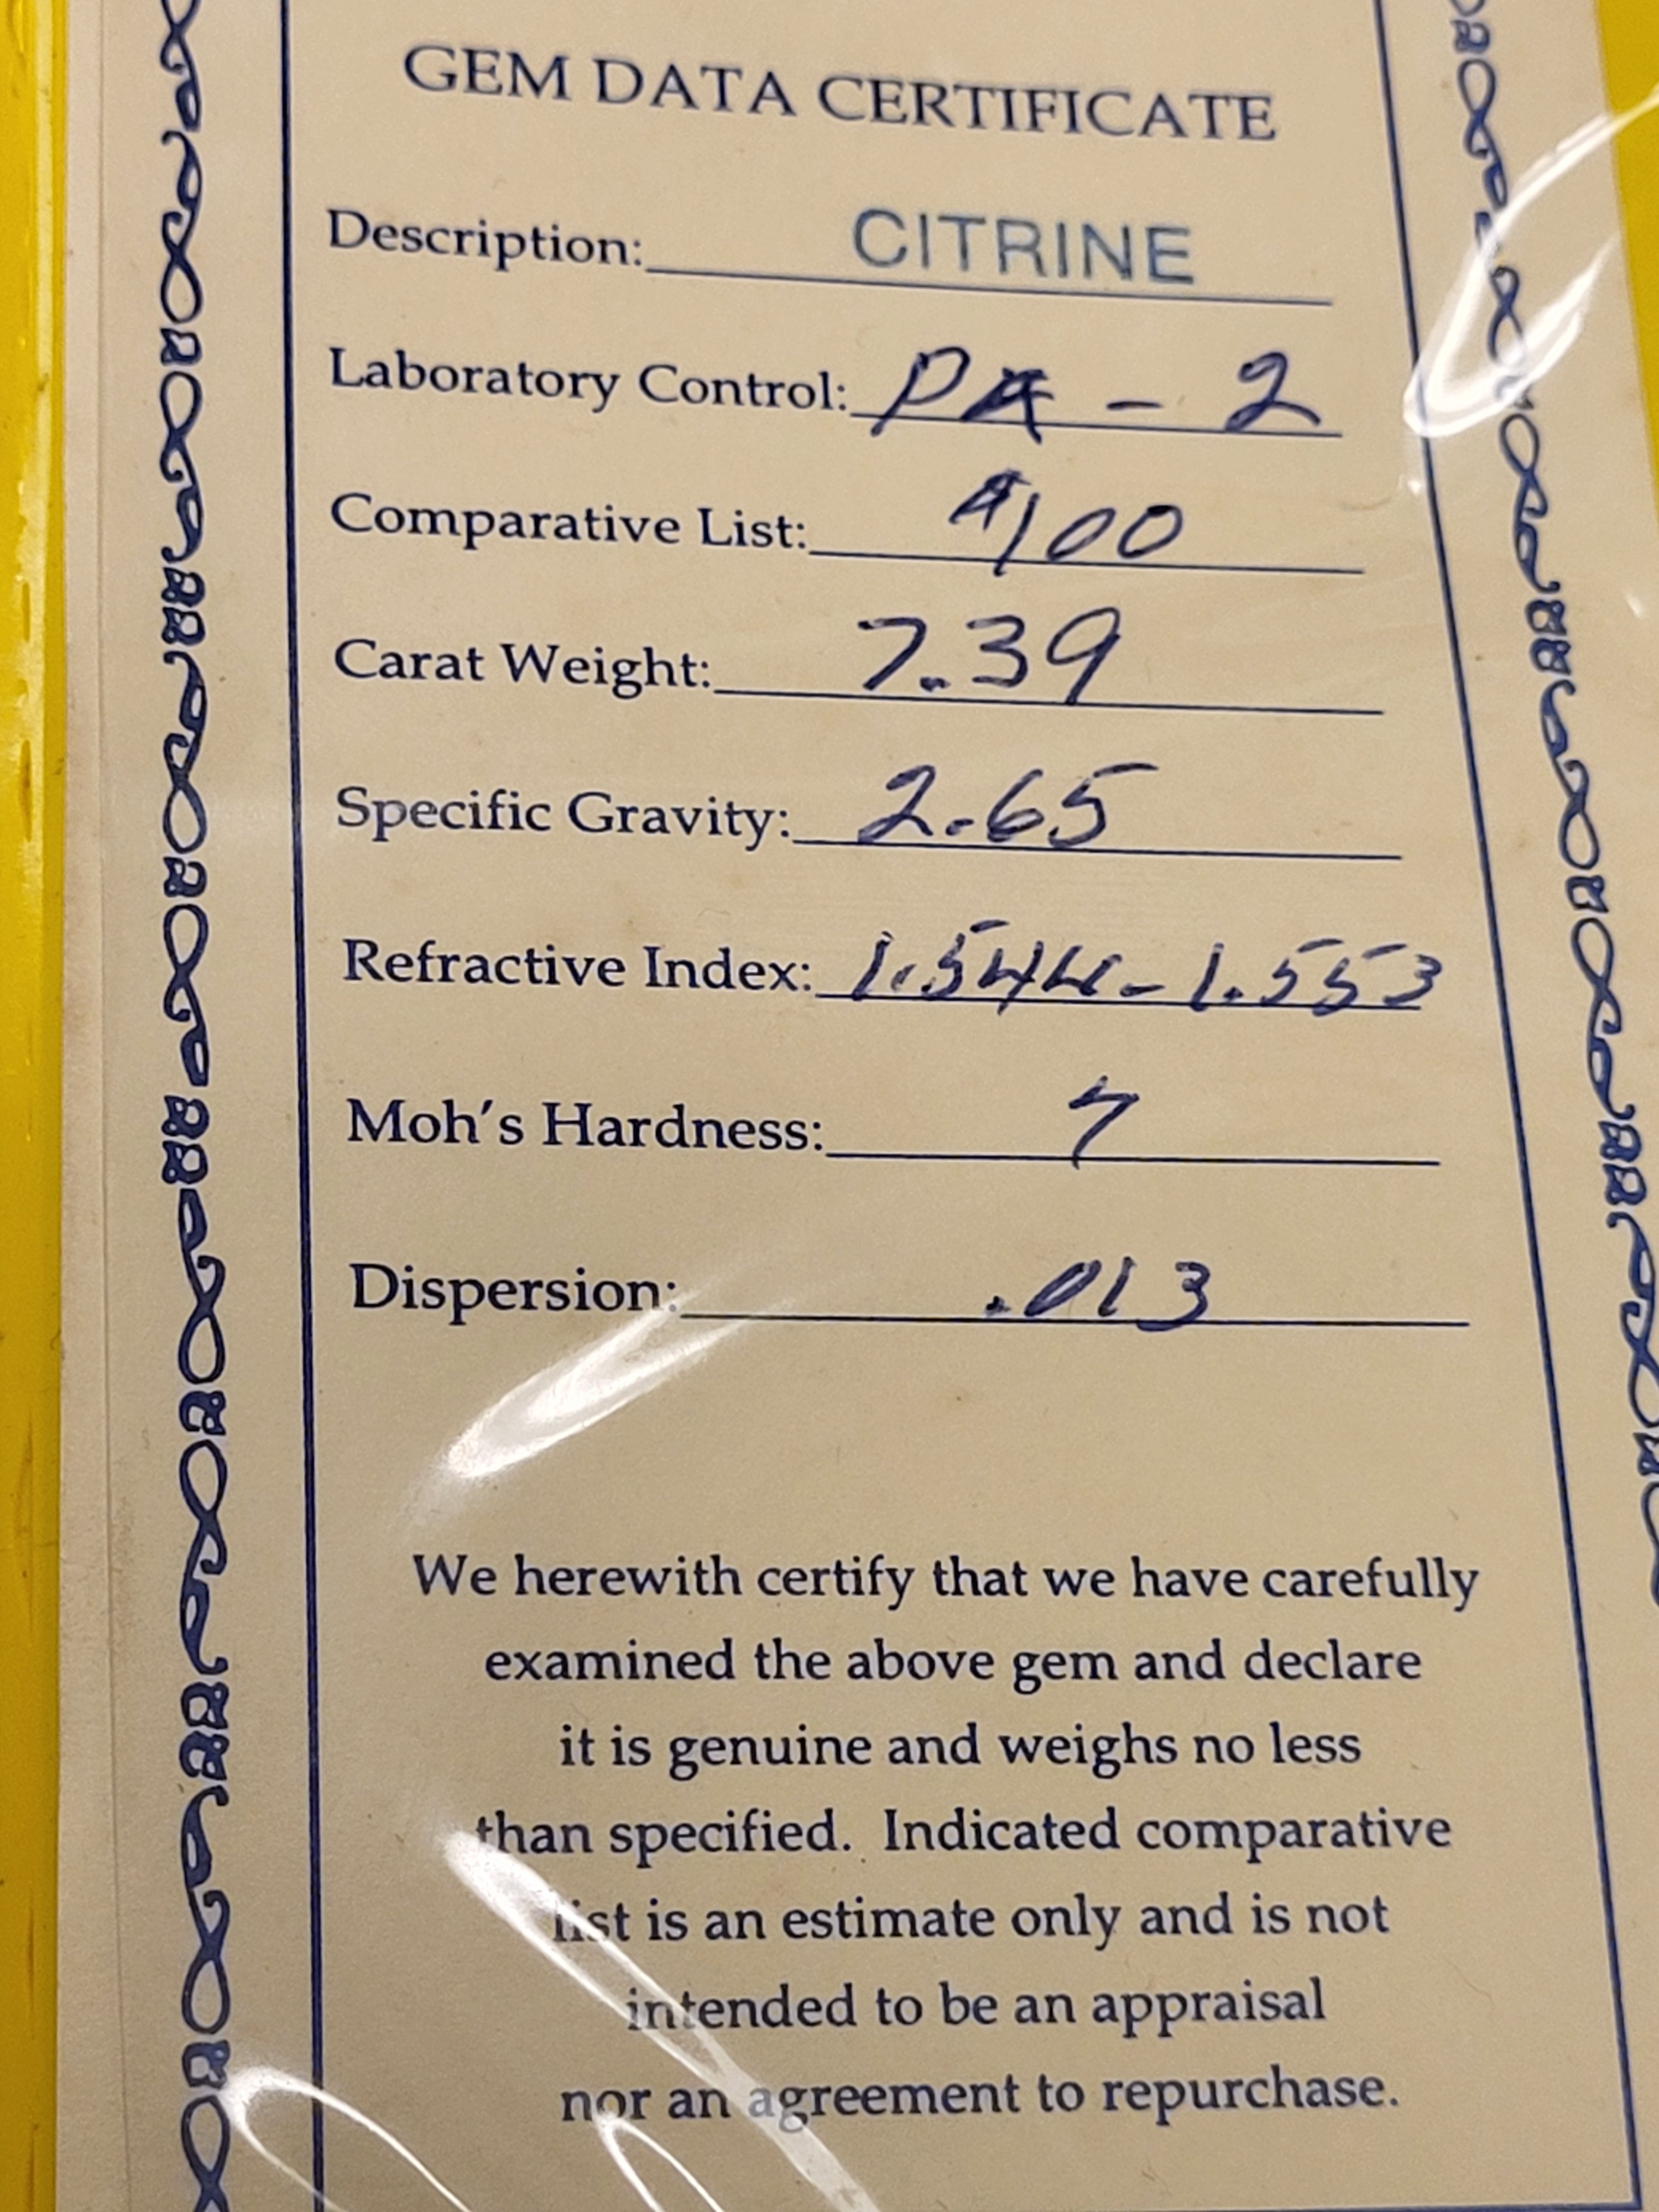 GEM DATA CERTIFICATE
Description: CITRINE
Laboratory Control: PA - 2
Comparative List: $100
Carat Weight: 7.39
Specific Gravity: 2.65
Refractive Index: 1.544-1.553
Moh's Hardness: 7
Dispersion: .013
We herewith certify that we have carefully
examined the above gem and declare
it is genuine and weighs no less
than specified. Indicated comparative
list is an estimate only and is not
intended to be an appraisal
nor an agreement to repurchase.